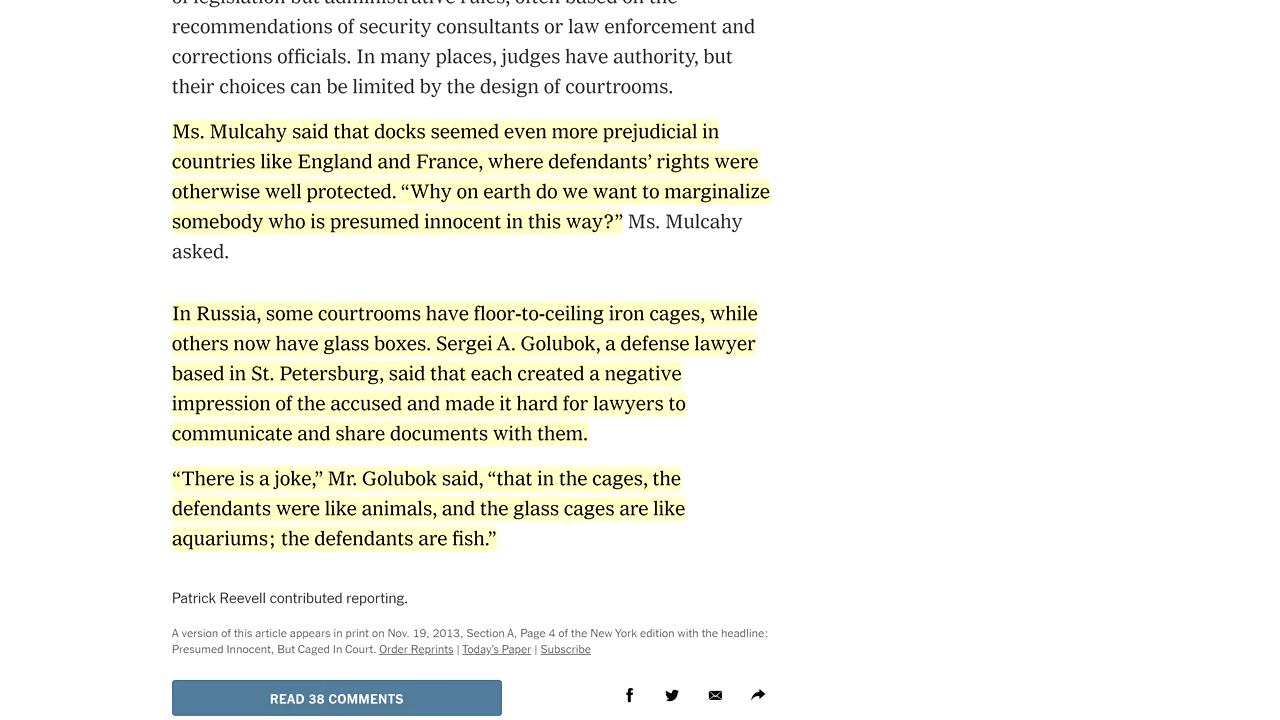 of legislation but administrative rules, often based on the
recommendations of security consultants or law enforcement and
corrections officials. In many places, judges have authority, but
their choices can be limited by the design of courtrooms.
Ms. Mulcahy said that docks seemed even more prejudicial in
countries like England and France, where defendants’ rights were
otherwise well protected. “Why on earth do we want to marginalize
somebody who is presumed innocent in this way?” Ms. Mulcahy
asked.
In Russia, some courtrooms have floor-to-ceiling iron cages, while
others now have glass boxes. Sergei A. Golubok, a defense lawyer
based in St. Petersburg, said that each created a negative
impression of the accused and made it hard for lawyers to
communicate and share documents with them.
“There is a joke,” Mr. Golubok said, “that in the cages, the
defendants were like animals, and the glass cages are like
aquariums; the defendants are fish.”
Patrick Reevell contributed reporting.
A version of this article appears in print on Nov. 19, 2013, Section A, Page 4 of the New York edition with the headline:
Presumed Innocent, But Caged In Court. Order Reprints | Today’s Paper | Subscribe
READ 38 COMMENTS